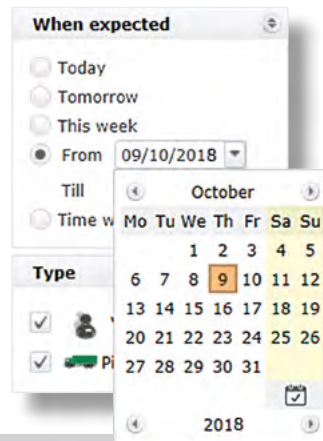 When expected
Today
Tomorrow
This week
From 09/10/2018
Till
Time w
October
Mo Tu We Th Fr Sa Su
1 2 3 4 5
6 7 8 9 10 11 12
13 14 15 16 17 18 19
20 21 22 23 24 25 26
27 28 29 30 31
2018
Type
Pi